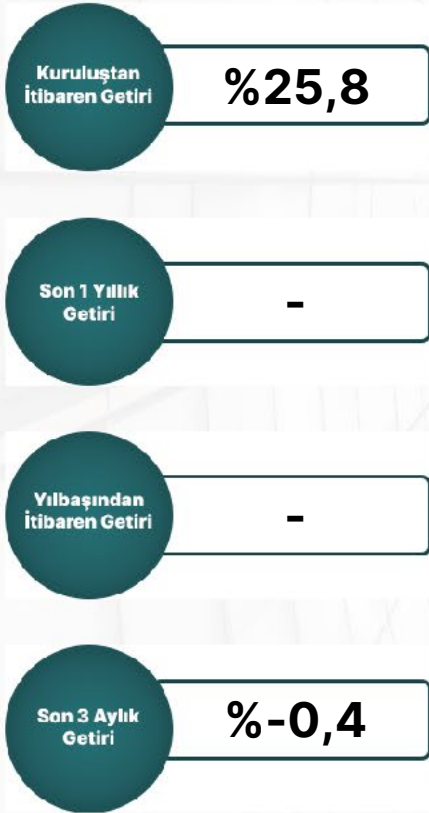 Kuruluştan
İtibaren Getiri
%25,8
Son 1 Yıllık
Getiri
-
Yılbaşından
İtibaren Getiri
-
Son 3 Aylık
Getiri
%-0,4